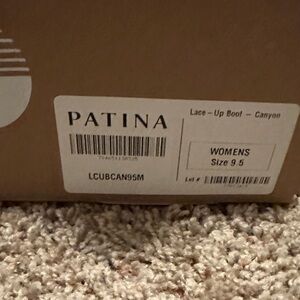 PATINA
Lace - Up Boot - Canyon
WOMENS
Size 9.5
LCUBCAN95M
Lot #